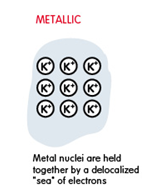 METALLIC
K⁺ K⁺ K⁺
K⁺ K⁺ K⁺
K⁺ K⁺ K⁺
Metal nuclei are held
together by a delocalized
"sea" of electrons